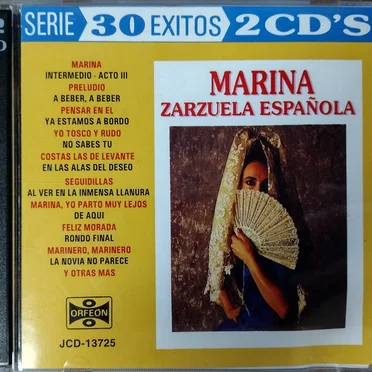 SERIE 30 EXITOS 2 CD'S
MARINA
INTERMEDIO - ACTO III
PRELUDIO
A BEBER, A BEBER
PENSAR EN EL
YA ESTAMOS A BORDO
YO TOSCO Y RUDO
NO SABES TU
COSTAS LAS DE LEVANTE
EN LAS ALAS DEL DESEO
SEGUIDILLAS
AL VER EN LA INMENSA LLANURA
MARINA, YO PARTO MUY LEJOS
DE AQUI
FELIZ MORADA
RONDO FINAL
MARINERO, MARINERO
LA NOVIA NO PARECE
Y OTRAS MAS
ORFEON
JCD-13725
MARINA
ZARZUELA ESPAÑOLA